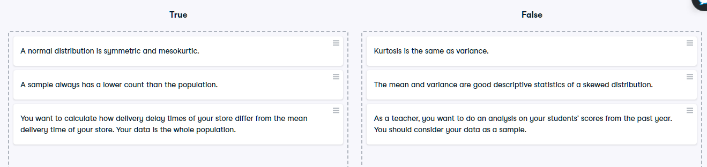 True
False
A normal distribution is symmetric and mesokurtic.
A sample always has a lower count than the population.
You want to calculate how delivery delay times of your store differ from the mean
delivery time of your store. Your data is the whole population.
Kurtosis is the same as variance.
The mean and variance are good descriptive statistics of a skewed distribution.
As a teacher, you want to do an analysis on your students' scores from the past year.
You should consider your data as a sample.